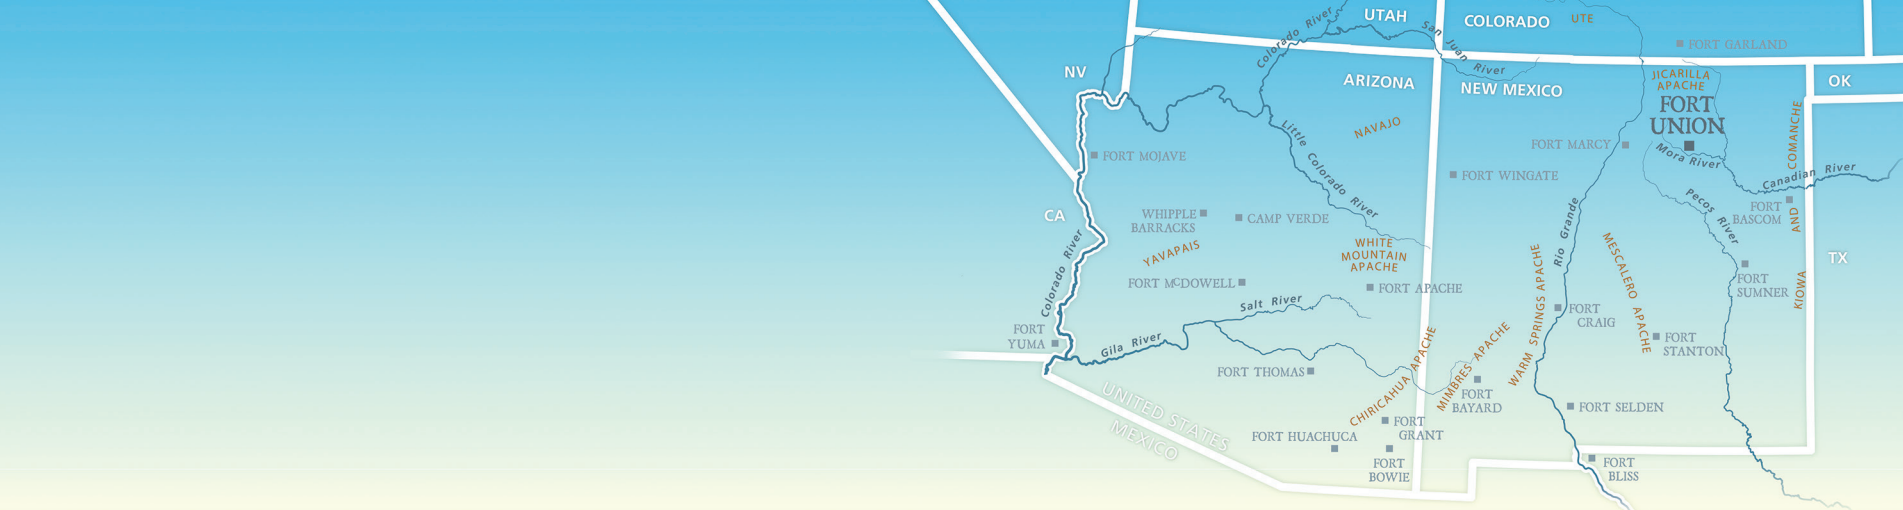 UTAH
COLORADO
UTE
Colorado River
San Juan River
FORT GARLAND
NV
ARIZONA
NEW MEXICO
JICARILLA
APACHE
OK
FORT
UNION
NAVAJO
Little Colorado River
FORT MARCY
Mora River
COMANCHE
AND
KIOWA
FORT MOJAVE
FORT WINGATE
Canadian River
CA
WHIPPLE
BARRACKS
CAMP VERDE
Pecos River
FORT
BASCOM
Rio Grande
YAVAPAIS
WHITE
MOUNTAIN
APACHE
TX
Colorado River
FORT McDOWELL
FORT APACHE
WARM SPRINGS APACHE
MESCALERO APACHE
FORT
SUMNER
Salt River
FORT
CRAIG
FORT
YUMA
Gila River
FORT
STANTON
FORT THOMAS
CHIRICAHUA APACHE
MIMBRES APACHE
FORT
BAYARD
FORT SELDEN
UNITED STATES
MEXICO
FORT
GRANT
FORT HUACHUCA
FORT
BOWIE
FORT
BLISS